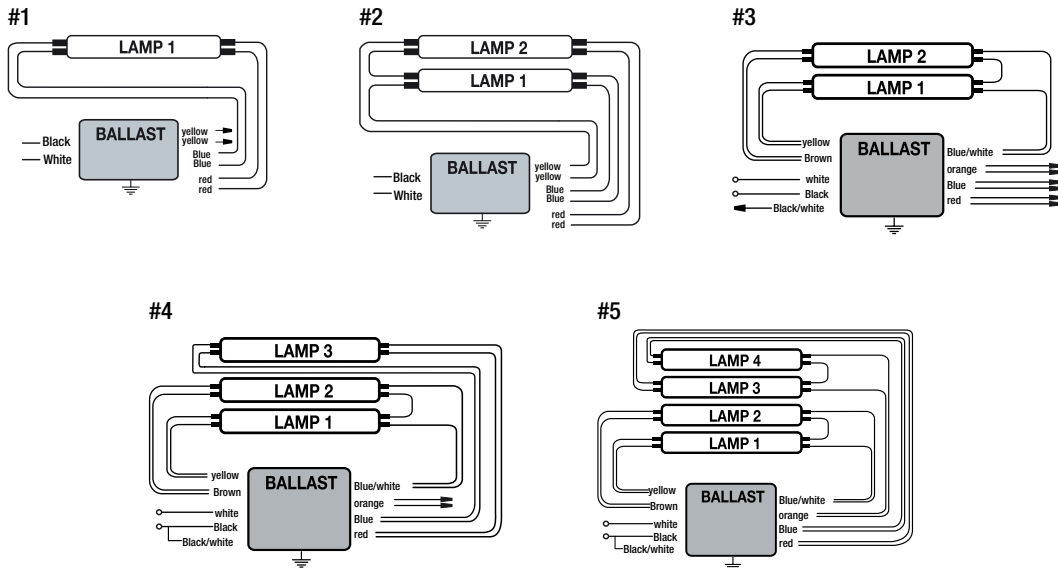 #1
LAMP 1
BALLAST
Black
White
yellow
yellow
Blue
Blue
red
red
#2
LAMP 2
LAMP 1
BALLAST
Black
White
yellow
yellow
Blue
Blue
red
red
#3
LAMP 2
LAMP 1
BALLAST
yellow
Brown
white
Black
Black/white
Blue/white
orange
Blue
red
#4
LAMP 3
LAMP 2
LAMP 1
BALLAST
yellow
Brown
white
Black
Black/white
Blue/white
orange
Blue
red
#5
LAMP 4
LAMP 3
LAMP 2
LAMP 1
BALLAST
yellow
Brown
white
Black
Black/white
Blue/white
orange
Blue
red